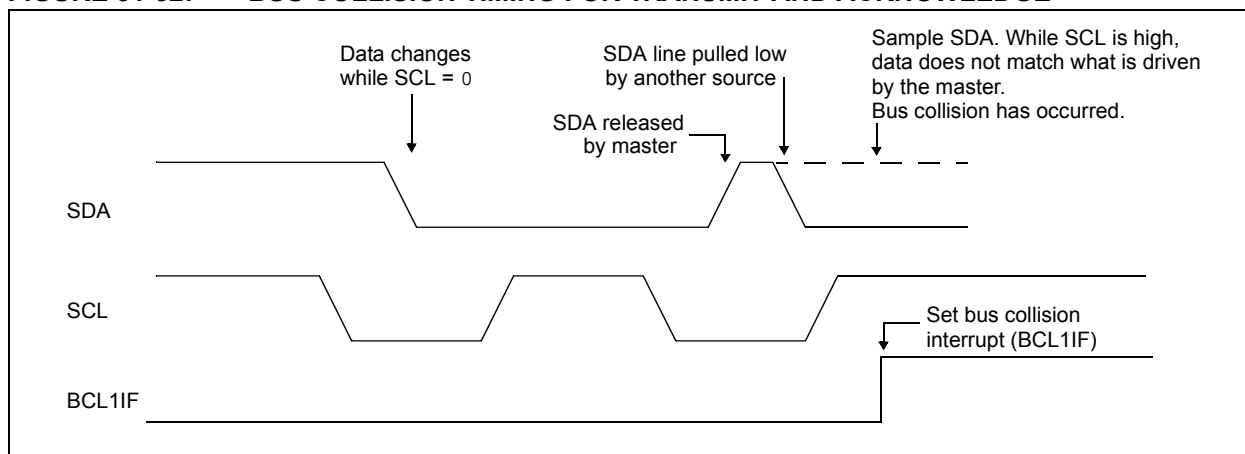 Data changes
while SCL = 0
SDA line pulled low
by another source
SDA released
by master
Sample SDA. While SCL is high,
data does not match what is driven
by the master.
Bus collision has occurred.
SDA
SCL
Set bus collision
interrupt (BCL1IF)
BCL1IF